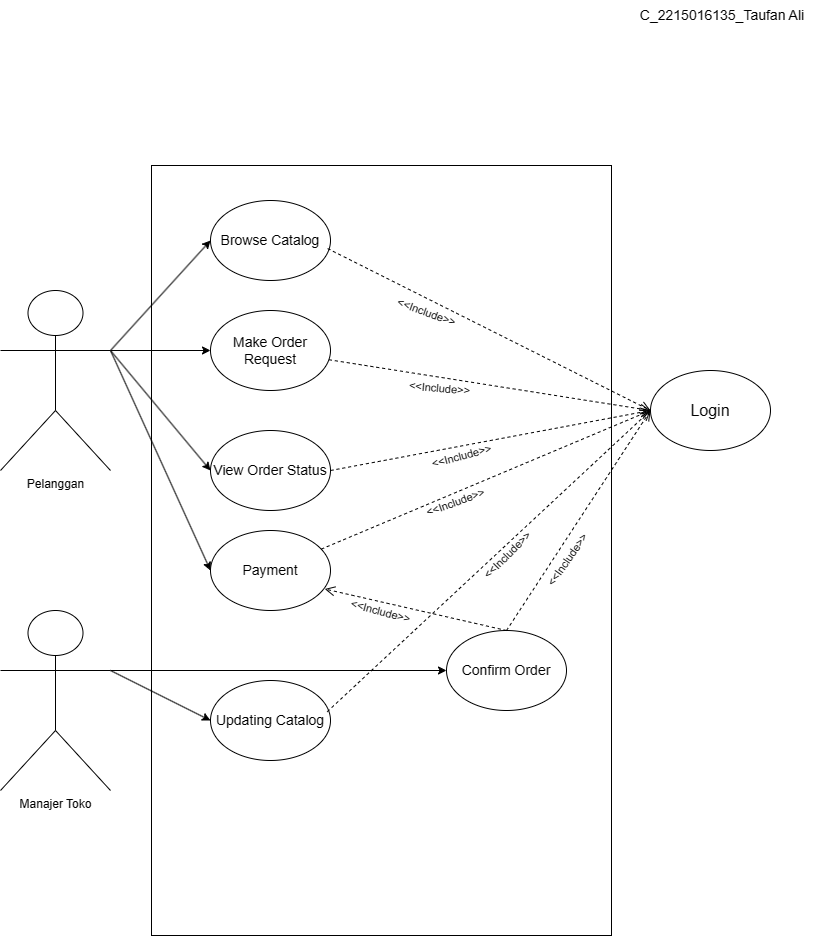 C_2215016135_Taufan Ali
Browse Catalog
<<Include>>
Make Order
Request
<<Include>>
Login
View Order Status
<<Include>>
Pelanggan
<<Include>>
Payment
<<Include>>
<<Include>>
<<Include>>
Confirm Order
Updating Catalog
Manajer Toko